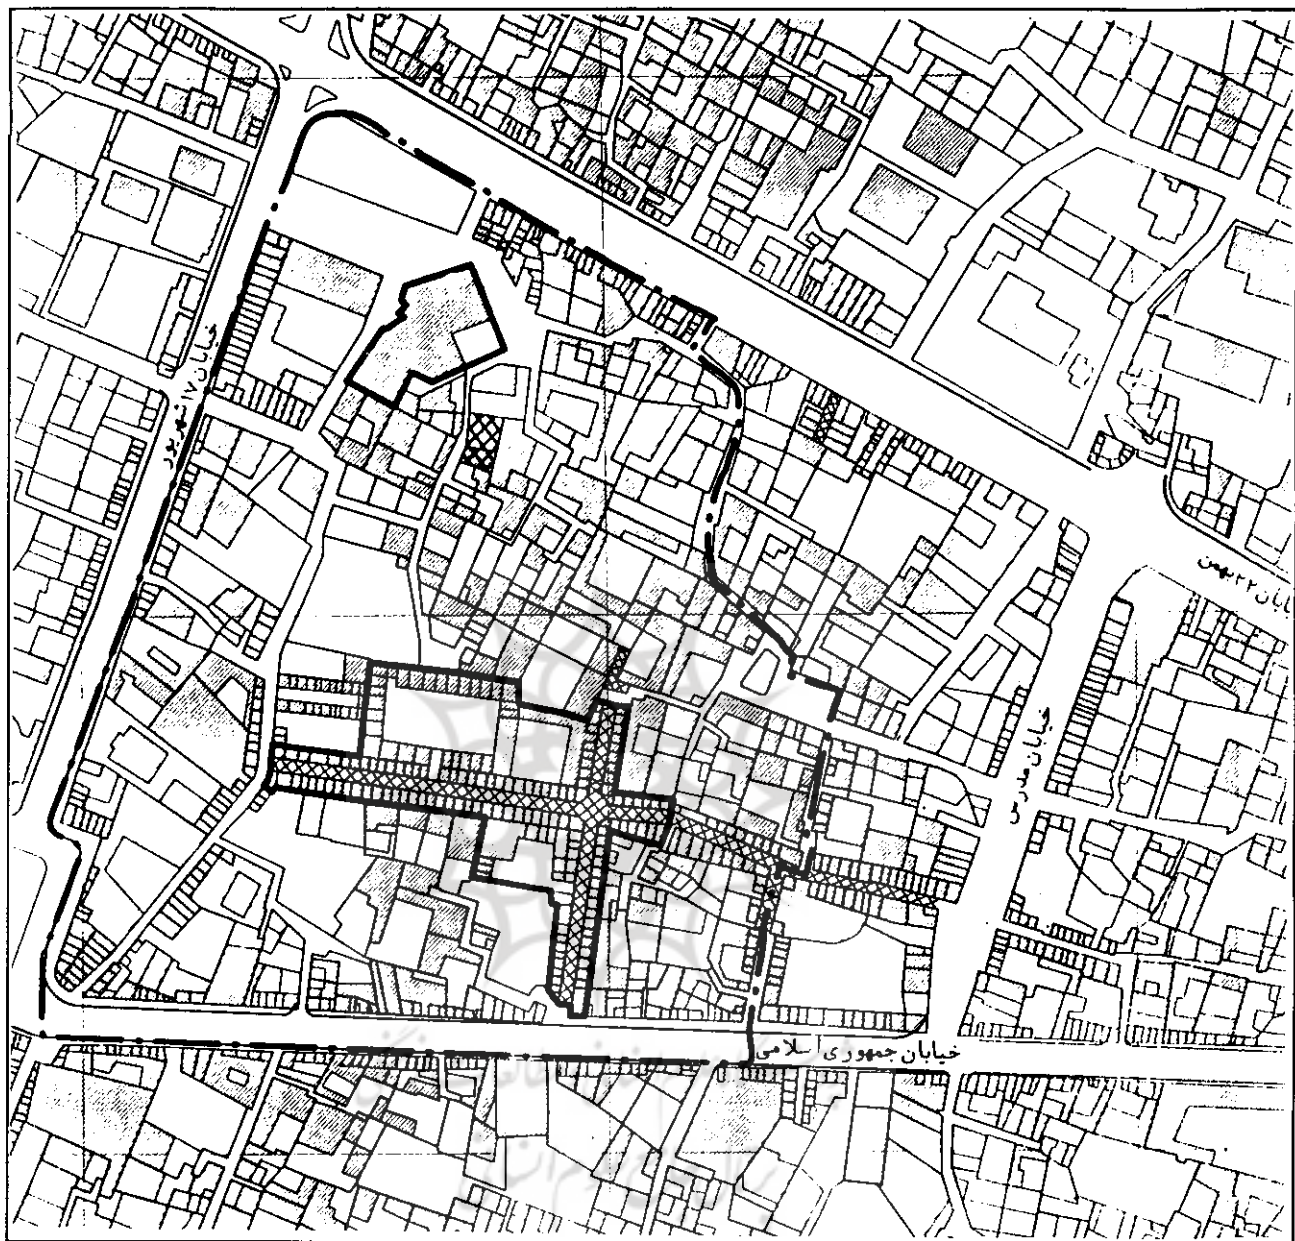 خیابان ۱۷ شهریور
خیابان ۲۲ بهمن
خیابان مدرس
خیابان جمهوری اسلامی